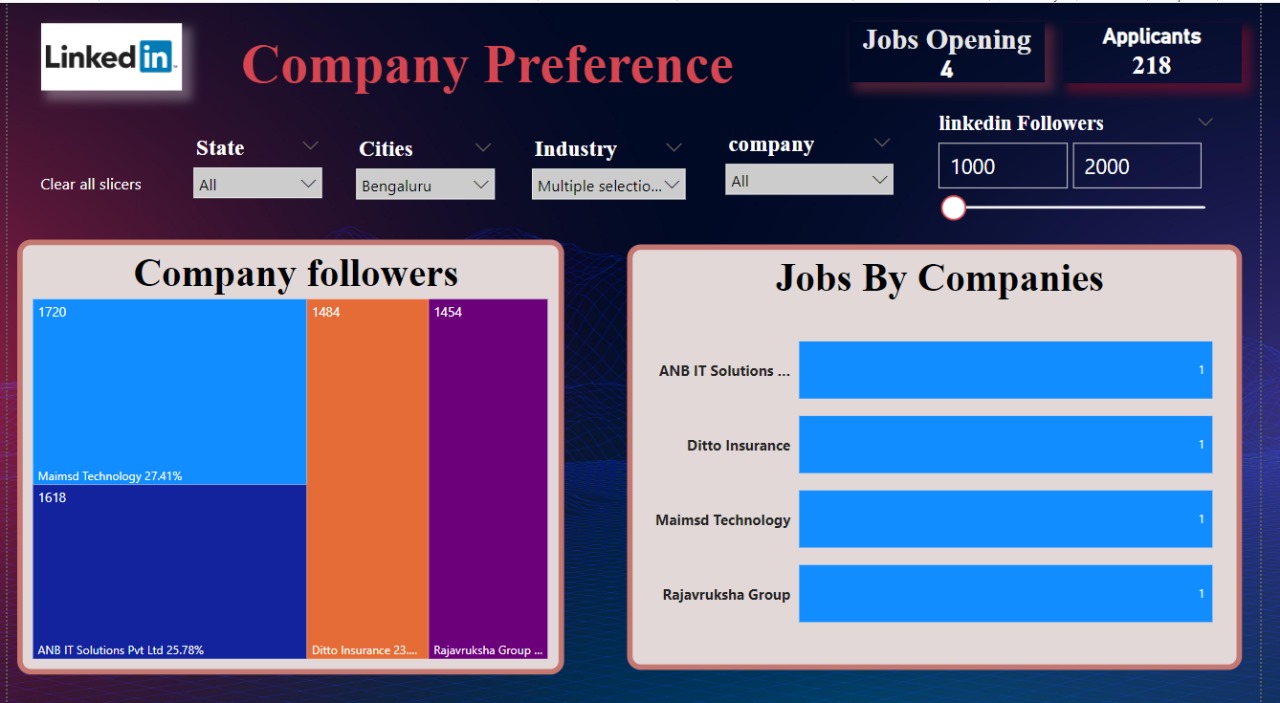 Linked in
Company Preference
Jobs Opening
4
Applicants
218
Clear all slicers
State
All
Cities
Bengaluru
Industry
Multiple selectio...
company
All
linkedin Followers
1000
2000
Company followers
1720
Maimsd Technology 27.41%
1618
ANB IT Solutions Pvt Ltd 25.78%
1484
Ditto Insurance 23....
1454
Rajavruksha Group ...
Jobs By Companies
ANB IT Solutions ...
1
Ditto Insurance
1
Maimsd Technology
1
Rajavruksha Group
1